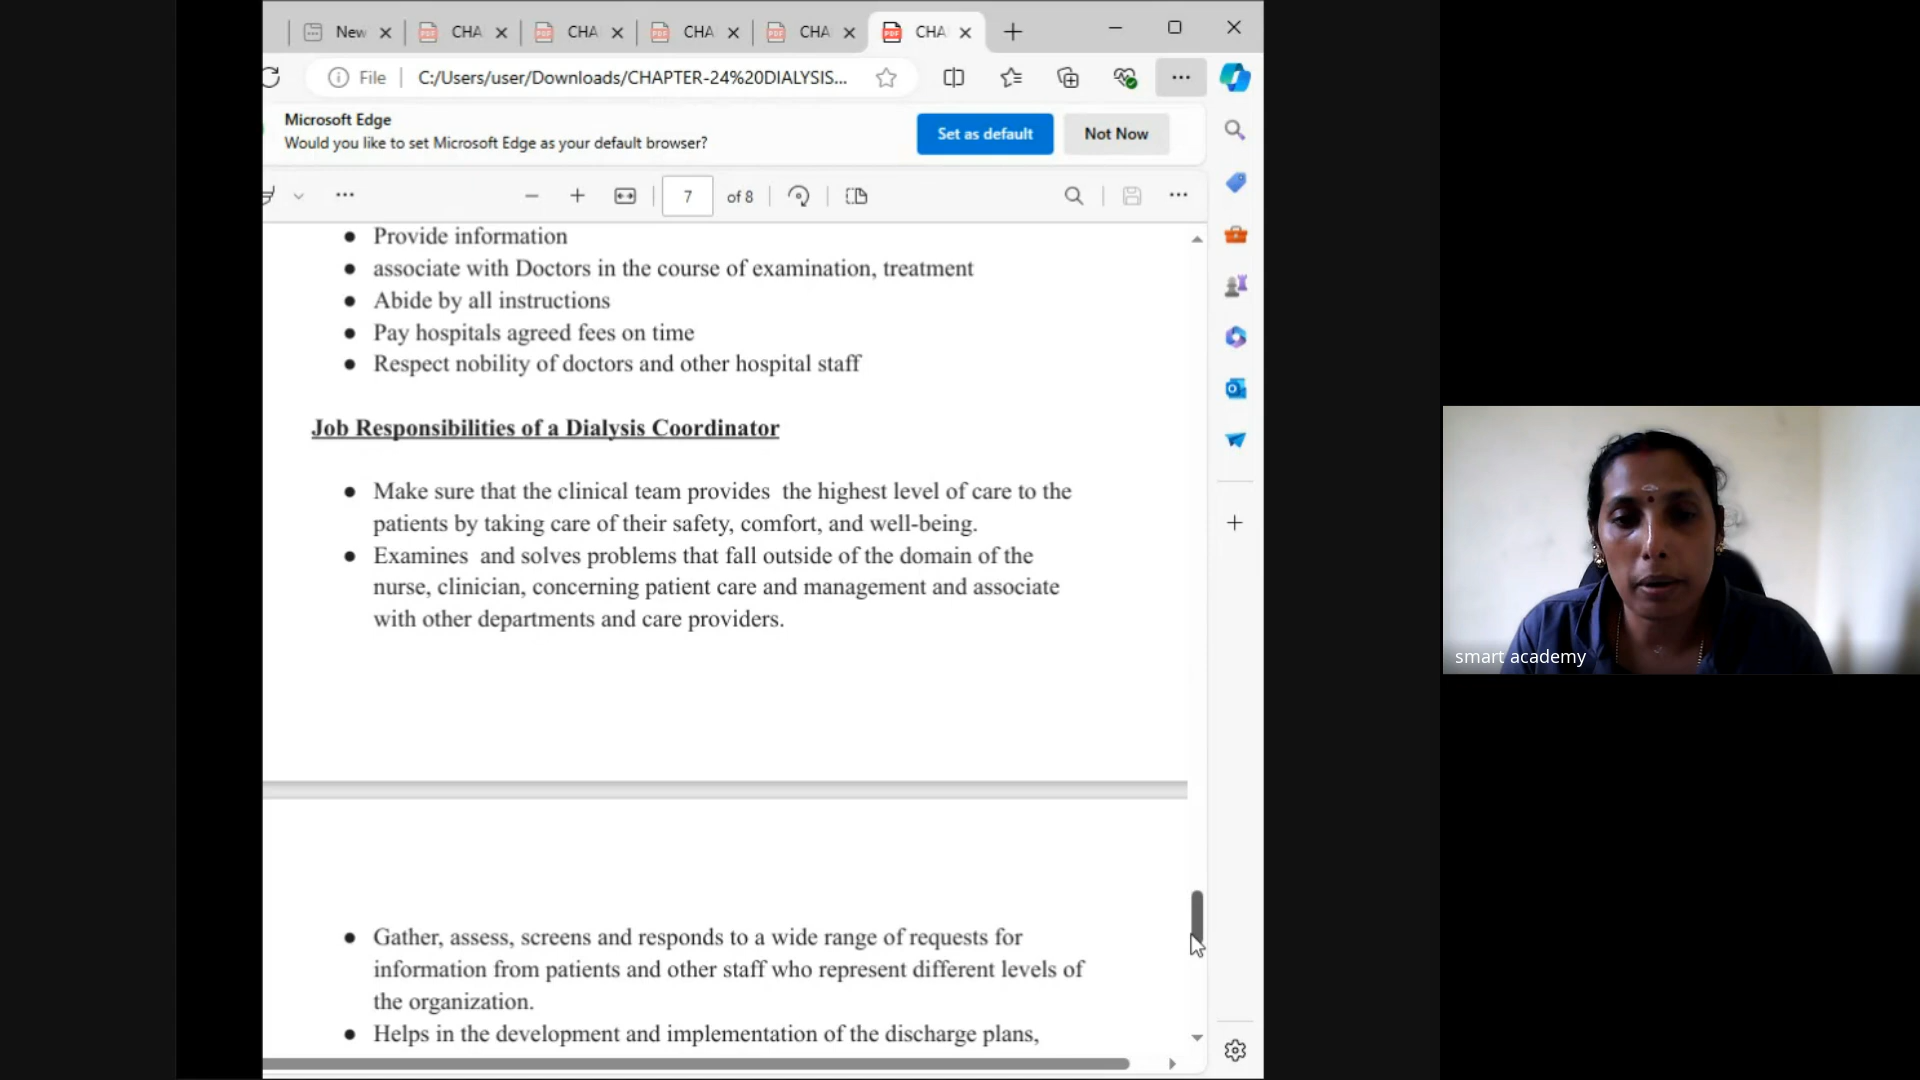 New
CHA
CHA
CHA
CHA
CHA
File
C:/Users/user/Downloads/CHAPTER-24%20DIALYSIS...
Microsoft Edge
Would you like to set Microsoft Edge as your default browser?
Set as default
Not Now
7 of 8
● Provide information
● associate with Doctors in the course of examination, treatment
● Abide by all instructions
● Pay hospitals agreed fees on time
● Respect nobility of doctors and other hospital staff
Job Responsibilities of a Dialysis Coordinator
● Make sure that the clinical team provides the highest level of care to the
patients by taking care of their safety, comfort, and well-being.
● Examines and solves problems that fall outside of the domain of the
nurse, clinician, concerning patient care and management and associate
with other departments and care providers.
● Gather, assess, screens and responds to a wide range of requests for
information from patients and other staff who represent different levels of
the organization.
● Helps in the development and implementation of the discharge plans,
smart academy